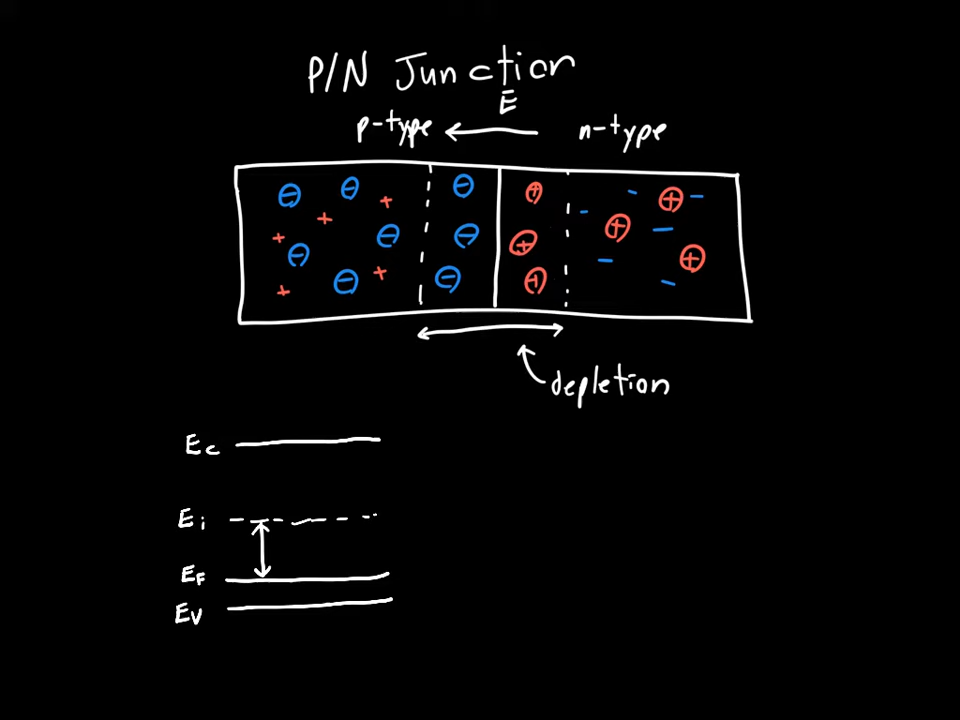 P/N Junction
E
p-type n-type
depletion
Ec
Ei
EF
EV